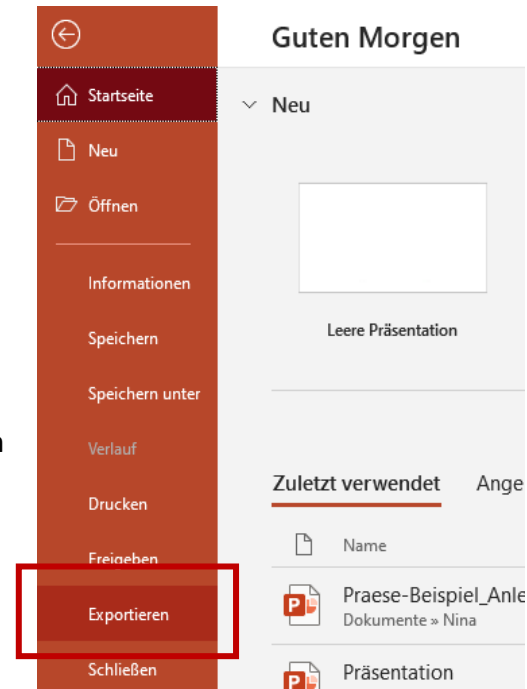 Guten Morgen
Startseite
Neu
Öffnen
Informationen
Speichern
Speichern unter
Verlauf
Drucken
Freigeben
Exportieren
Schließen
Neu
Leere Präsentation
Zuletzt verwendet Ange
Name
Praese-Beispiel_Anle
Dokumente » Nina
Präsentation